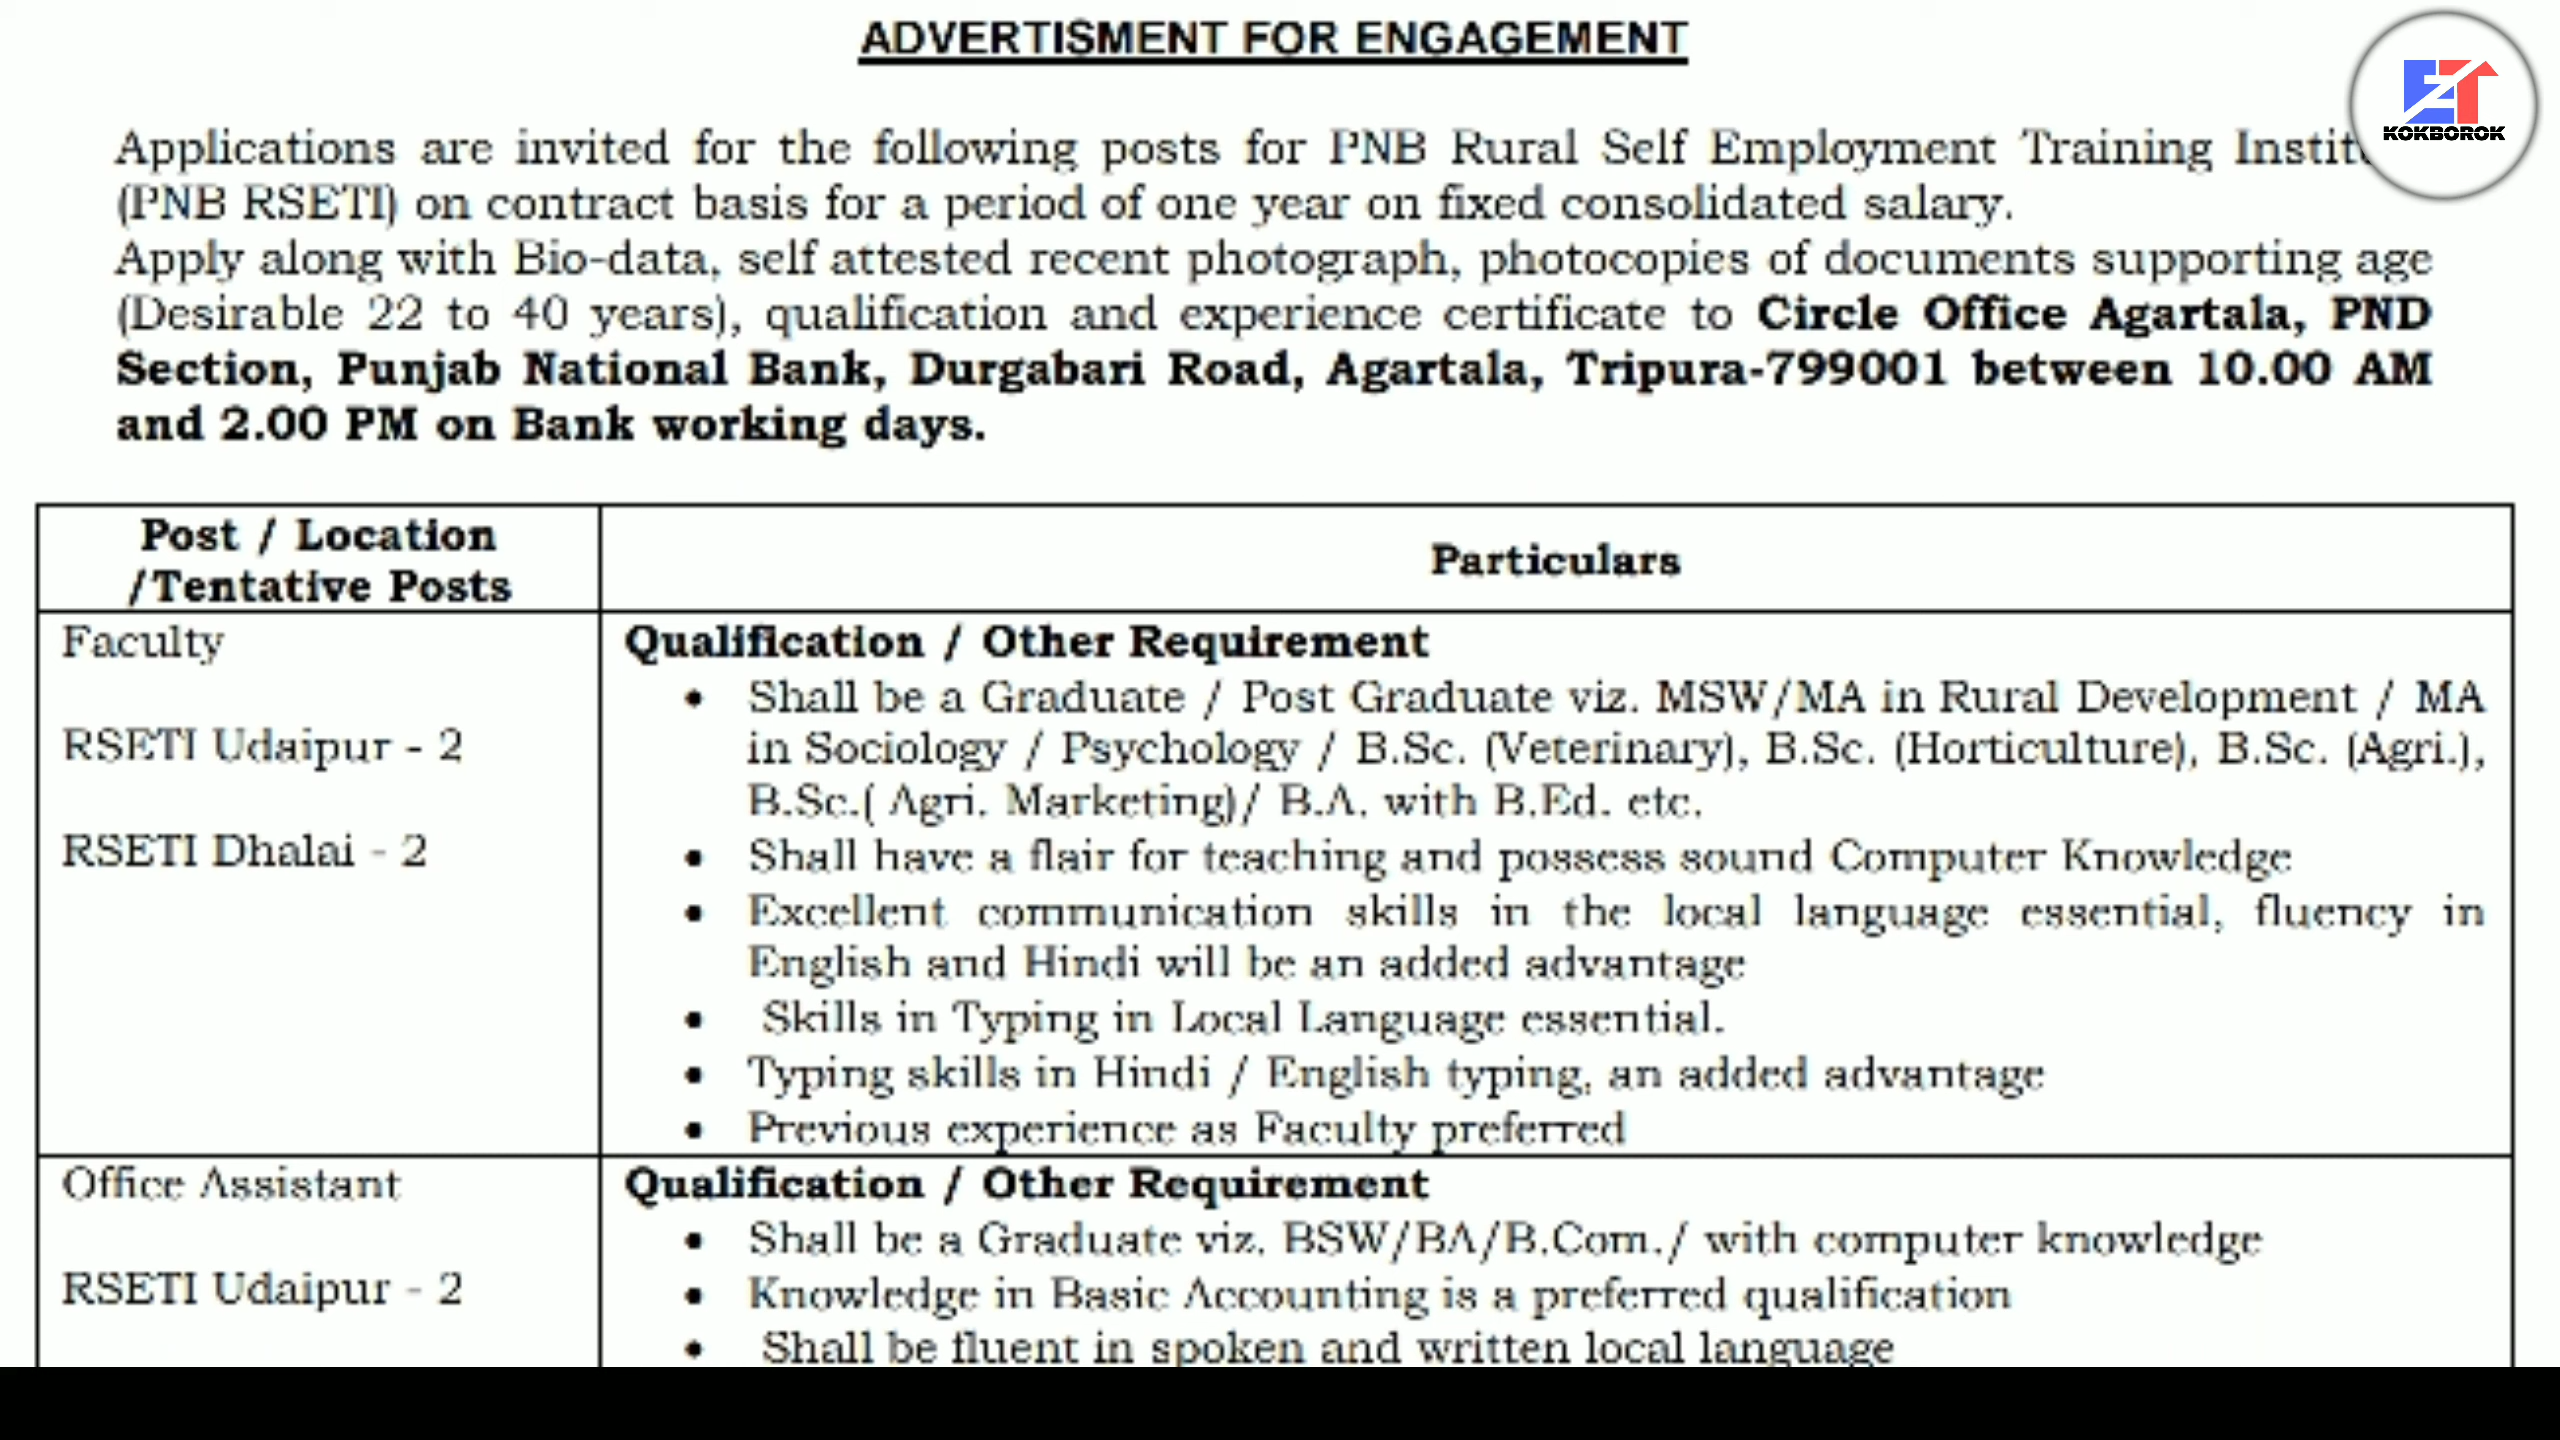 ADVERTISMENT FOR ENGAGEMENT
KOKBOROK
Applications are invited for the following posts for PNB Rural Self Employment Training
(PNB RSETI) on contract basis for a period of one year on fixed consolidated salary.
Apply along with Bio-data, self attested recent photograph, photocopies of documents supporting age
(Desirable 22 to 40 years), qualification and experience certificate to Circle Office Agartala, PND
Section, Punjab National Bank, Durgabari Road, Agartala, Tripura-799001 between 10.00 AM
and 2.00 PM on Bank working days.
Post / Location
/Tentative Posts
Particulars
Faculty
RSETI Udaipur - 2
RSETI Dhalai - 2
Qualification / Other Requirement
• Shall be a Graduate / Post Graduate viz. MSW/MA in Rural Development / MA
in Sociology / Psychology / B.Sc. (Veterinary), B.Sc. (Horticulture), B.Sc. (Agri.),
B.Sc.( Agri. Marketing)/ B.A. with B.Ed. etc.
• Shall have a flair for teaching and possess sound Computer Knowledge
• Excellent communication skills in the local language essential, fluency in
English and Hindi will be an added advantage
• Skills in Typing in Local Language essential.
• Typing skills in Hindi / English typing, an added advantage
• Previous experience as Faculty preferred
Office Assistant
RSETI Udaipur - 2
Qualification / Other Requirement
• Shall be a Graduate viz. BSW/BA/B.Com./ with computer knowledge
• Knowledge in Basic Accounting is a preferred qualification
• Shall be fluent in spoken and written local language